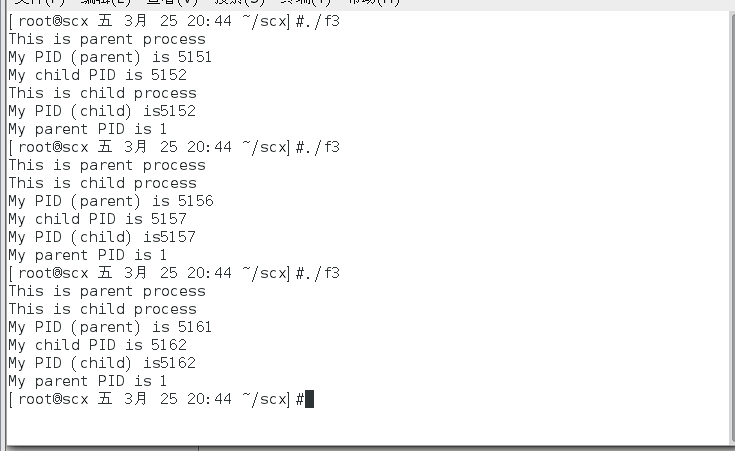 [root@scx 五 3月 25 20:44 ~/scx]#./f3
This is parent process
My PID (parent) is 5151
My child PID is 5152
This is child process
My PID (child) is5152
My parent PID is 1
[root@scx 五 3月 25 20:44 ~/scx]#./f3
This is parent process
This is child process
My PID (parent) is 5156
My child PID is 5157
My PID (child) is5157
My parent PID is 1
[root@scx 五 3月 25 20:44 ~/scx]#./f3
This is parent process
This is child process
My PID (parent) is 5161
My child PID is 5162
My PID (child) is5162
My parent PID is 1
[root@scx 五 3月 25 20:44 ~/scx]#